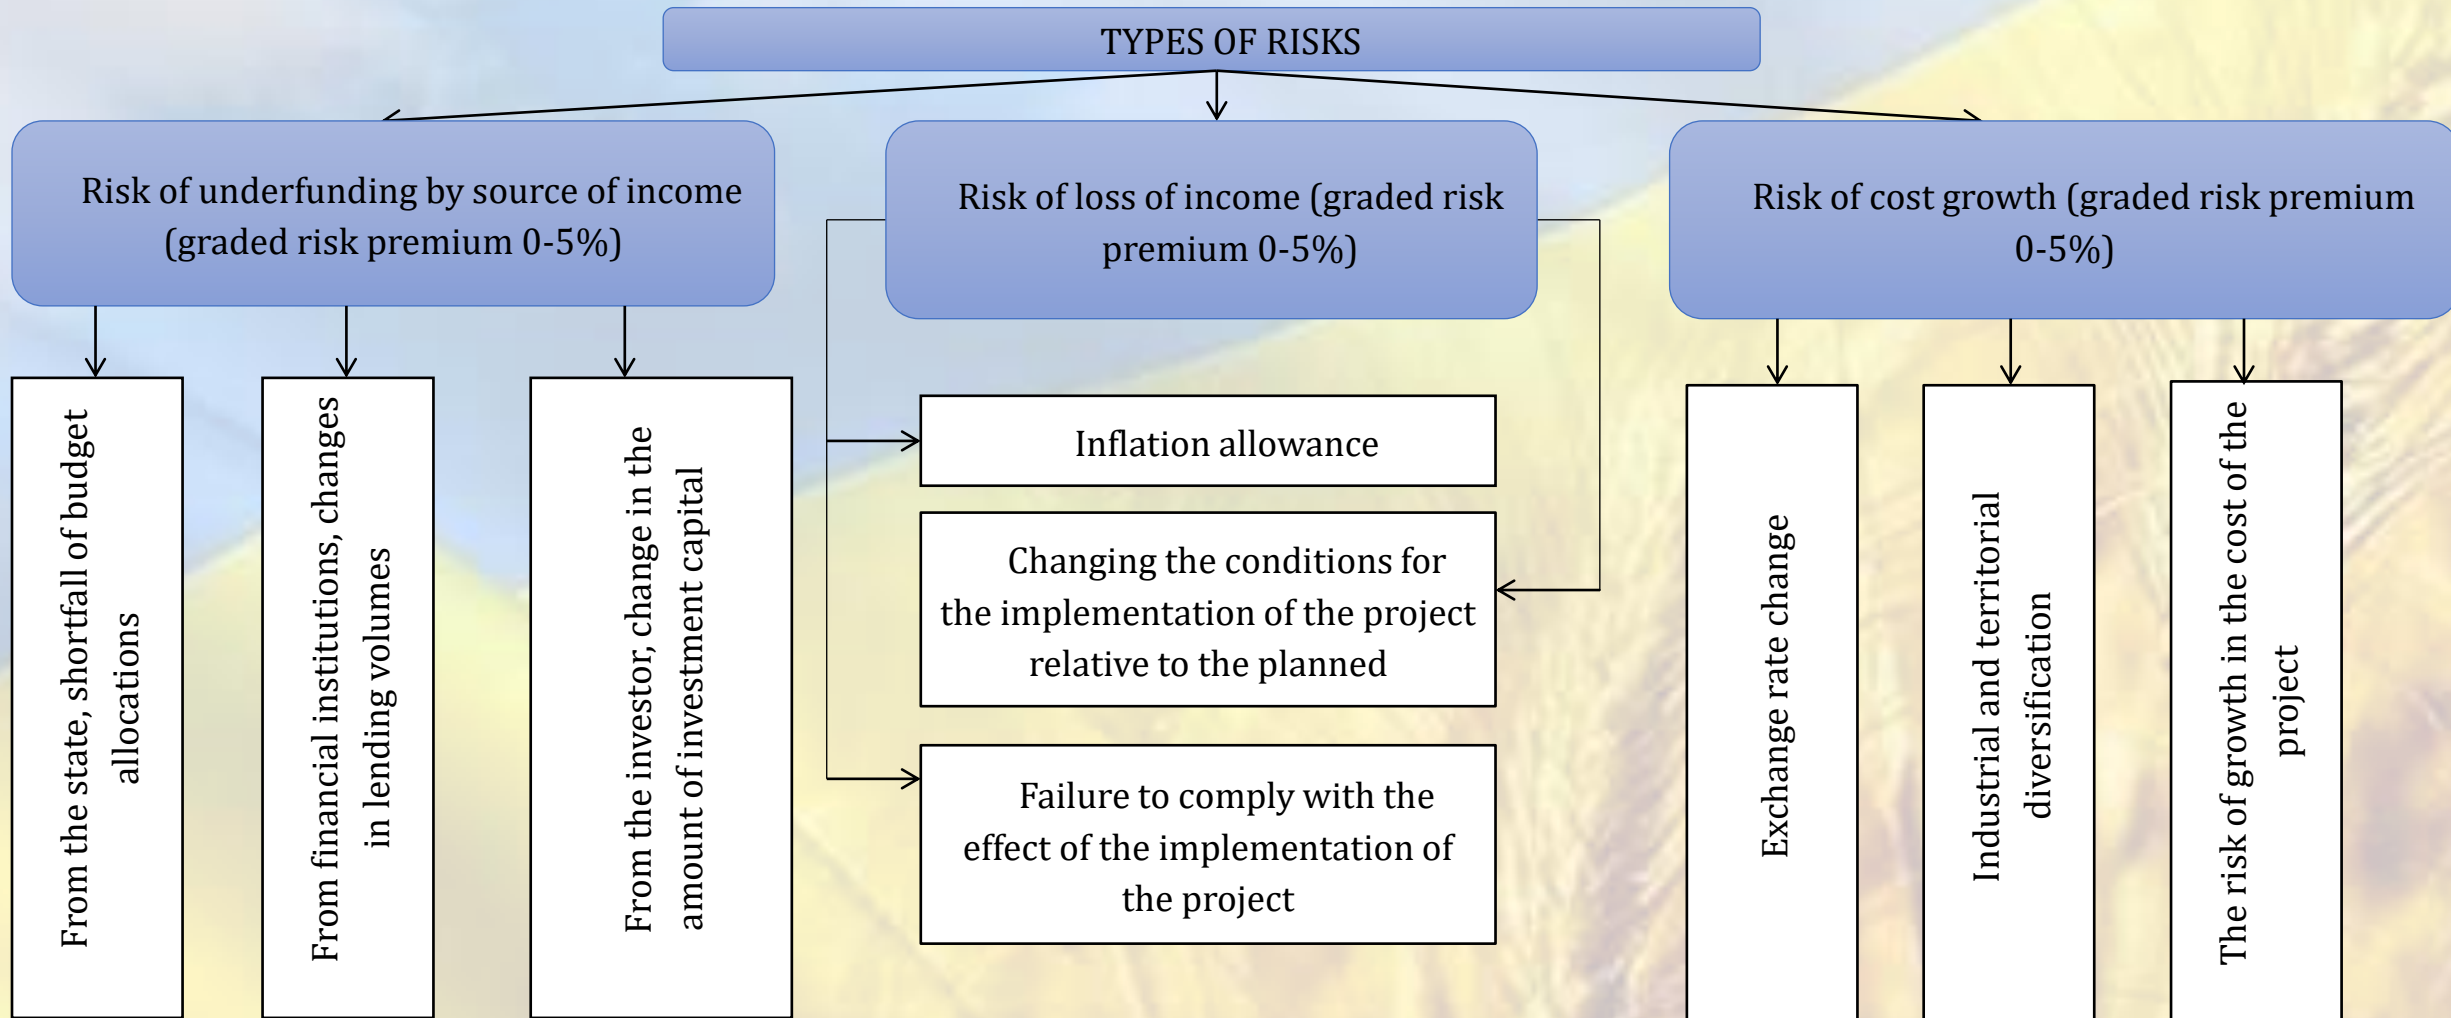 TYPES OF RISKS
Risk of underfunding by source of income
(graded risk premium 0-5%)
Risk of loss of income (graded risk
premium 0-5%)
Risk of cost growth (graded risk premium
0-5%)
From the state, shortfall of budget
allocations
From financial institutions, changes
in lending volumes
From the investor, change in the
amount of investment capital
Inflation allowance
Changing the conditions for
the implementation of the project
relative to the planned
Failure to comply with the
effect of the implementation of
the project
Exchange rate change
Industrial and territorial
diversification
The risk of growth in the cost of the
project